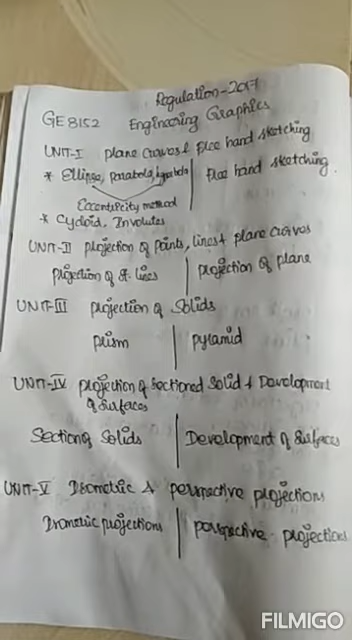 Regulation-2017
GE8152 Engineering Graphics
UNIT-I plane Curves & free hand sketching
* Ellipse, parabola, hyperbola | free hand sketching.
Eccentricity method
* Cycloid, Involutes
UNIT-II projection of points, lines & plane curves
projection of st. lines | projection of plane
UNIT-III projection of Solids
prism | pyramid
UNIT-IV projection of Sectioned Solid & Development
of Surfaces
Section of Solids | Development of Surfaces
UNIT-V Isometric & perspective projections
Isometric projections | perspective projections
FILMIGO